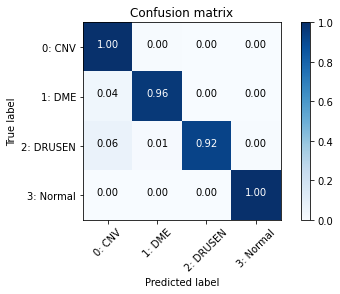 Confusion matrix
True label
0: CNV 1.00 0.00 0.00 0.00
1: DME 0.04 0.96 0.00 0.00
2: DRUSEN 0.06 0.01 0.92 0.00
3: Normal 0.00 0.00 0.00 1.00
0: CNV 1: DME 2: DRUSEN 3: Normal
Predicted label
1.0
0.8
0.6
0.4
0.2
0.0